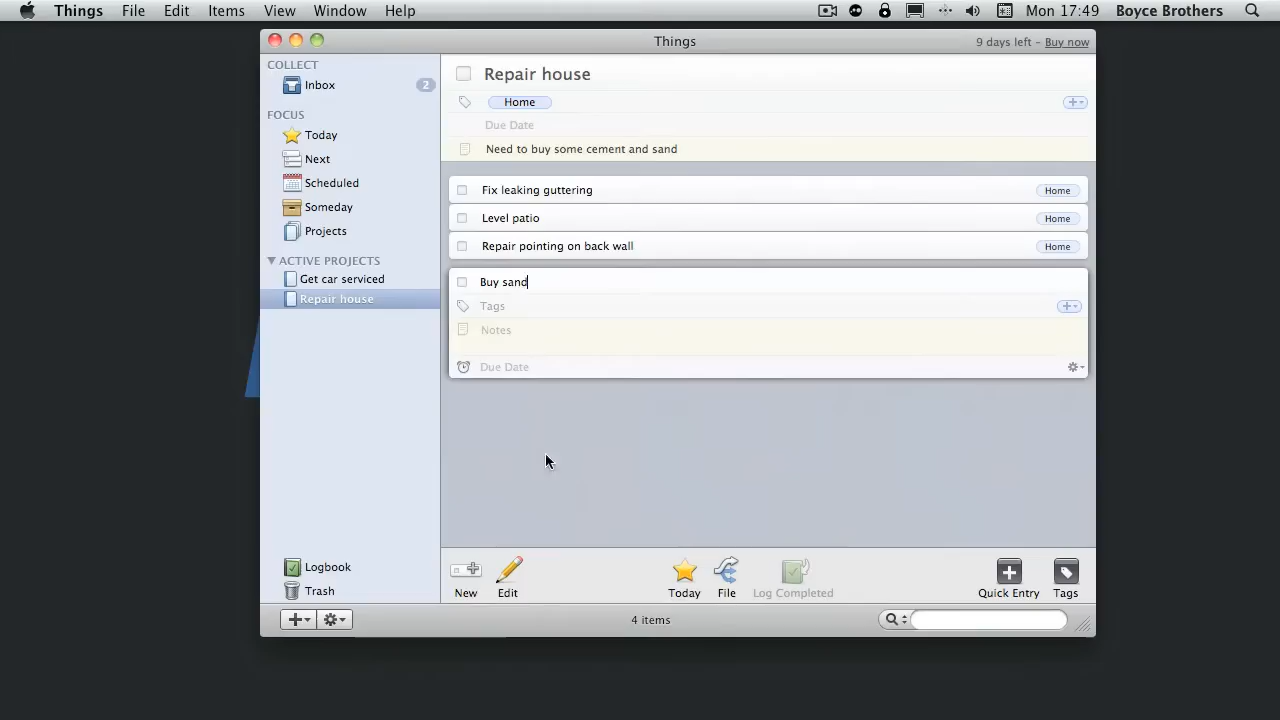 Things File Edit Items View Window Help Mon 17:49 Boyce Brothers
Things
9 days left – Buy now
COLLECT
Inbox 2
FOCUS
Today
Next
Scheduled
Someday
Projects
ACTIVE PROJECTS
Get car serviced
Repair house
Logbook
Trash
Repair house
Home
Due Date
Need to buy some cement and sand
Fix leaking guttering Home
Level patio Home
Repair pointing on back wall Home
Buy sand
Tags
Notes
Due Date
New Edit Today File Log Completed Quick Entry Tags
4 items